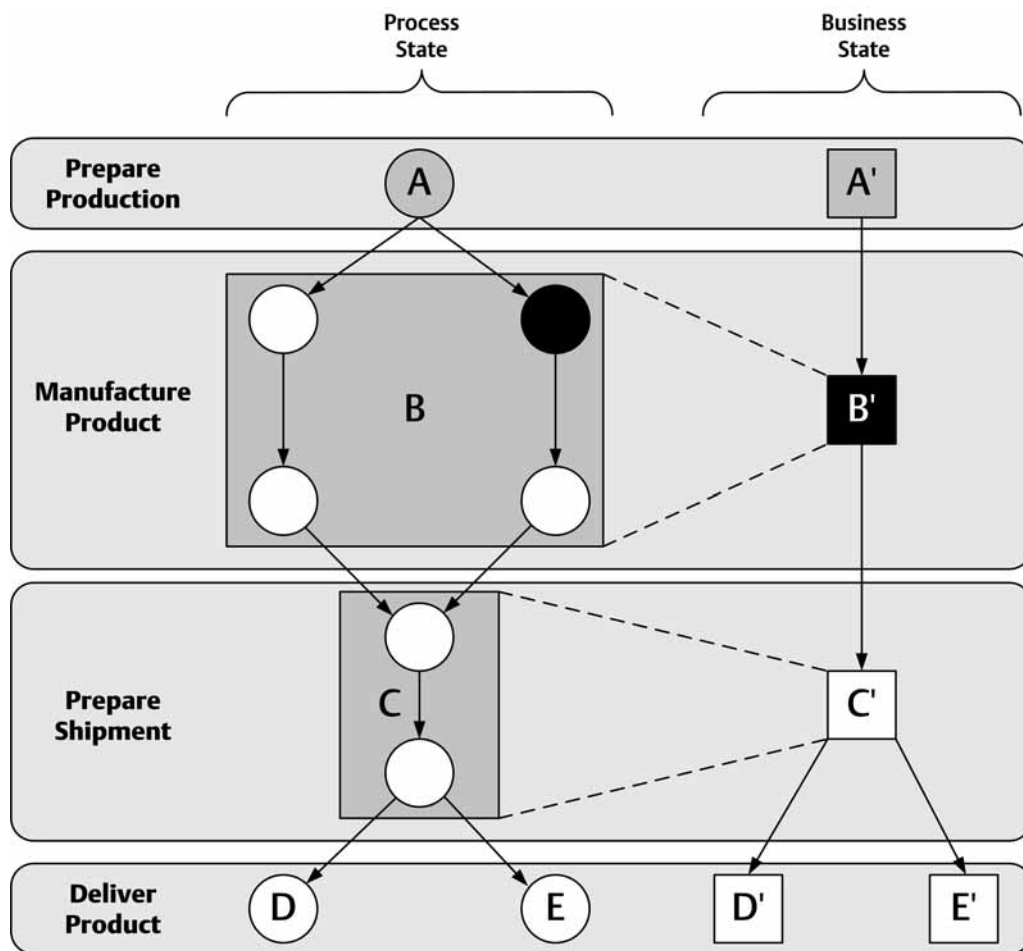 Process
State
Business
State
Prepare
Production
A
A'
Manufacture
Product
B
B'
Prepare
Shipment
C
C'
Deliver
Product
D
E
D'
E'